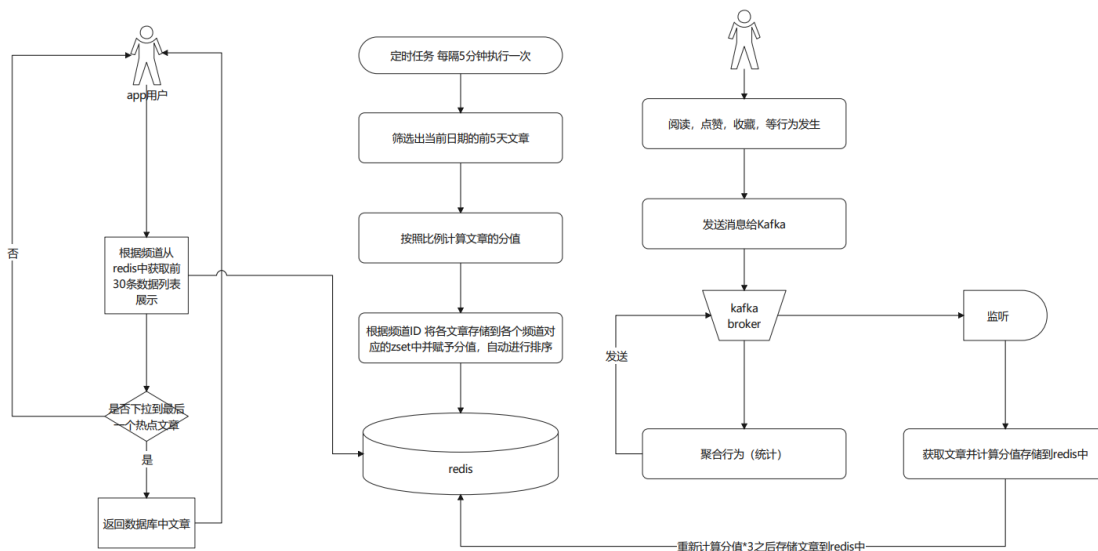 app用户
根据频道从
redis中获取前
30条数据列表
展示
否
是否下拉到最后
一个热点文章
是
返回数据库中文章
定时任务 每隔5分钟执行一次
筛选出当前日期的前5天文章
按照比例计算文章的分值
根据频道ID 将各文章存储到各个频道对
应的zset中并赋予分值，自动进行排序
redis
阅读，点赞，收藏，等行为发生
发送消息给Kafka
kafka
broker
监听
发送
聚合行为（统计）
获取文章并计算分值存储到redis中
重新计算分值*3之后存储文章到redis中